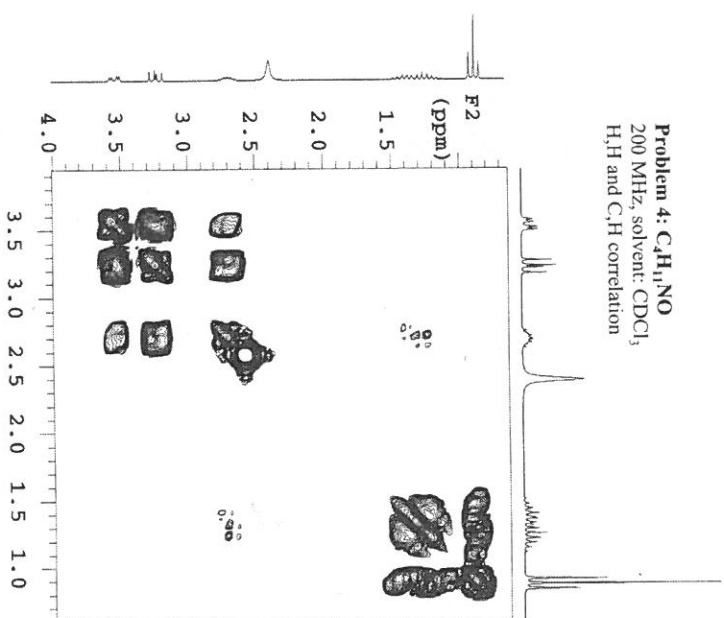 Problem 4: C₄H₁₁NO
200 MHz, solvent: CDCl₃
H,H and C,H correlation
F2
(ppm)
1.5
2.0
2.5
3.0
3.5
4.0
3.5
3.0
2.5
2.0
1.5
1.0